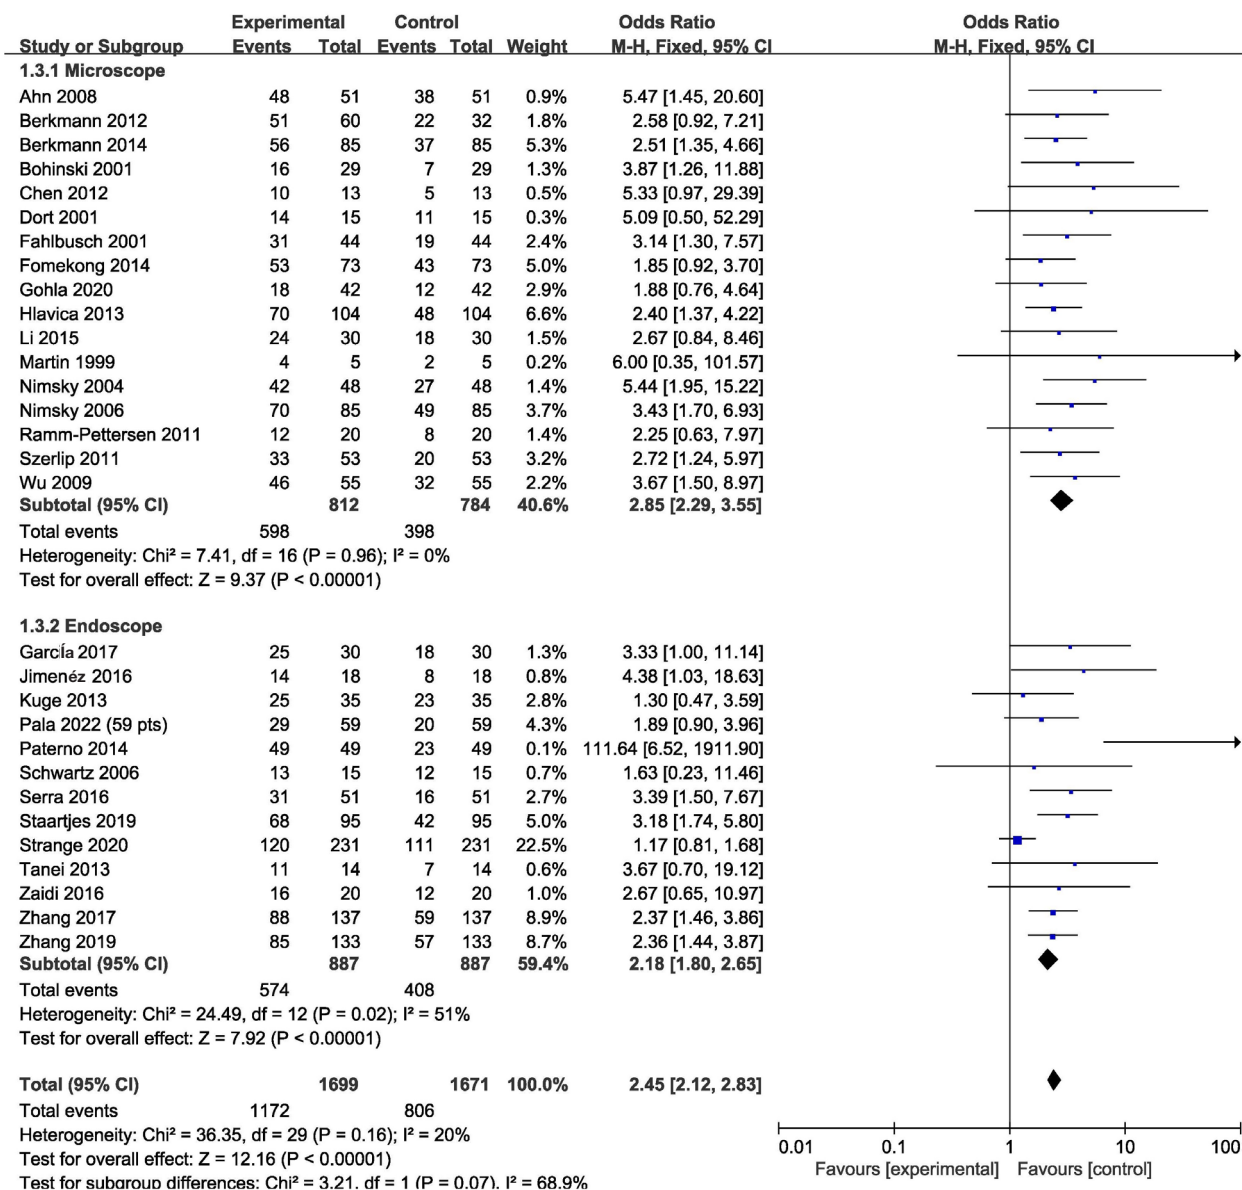 Experimental Control Odds Ratio Odds Ratio
Study or Subgroup Events Total Events Total Weight M-H, Fixed, 95% CI M-H, Fixed, 95% CI
1.3.1 Microscope
Ahn 2008 48 51 38 51 0.9% 5.47 [1.45, 20.60]
Berkmann 2012 51 60 22 32 1.8% 2.58 [0.92, 7.21]
Berkmann 2014 56 85 37 85 5.3% 2.51 [1.35, 4.66]
Bohinski 2001 16 29 7 29 1.3% 3.87 [1.26, 11.88]
Chen 2012 10 13 5 13 0.5% 5.33 [0.97, 29.39]
Dort 2001 14 15 11 15 0.3% 5.09 [0.50, 52.29]
Fahlbusch 2001 31 44 19 44 2.4% 3.14 [1.30, 7.57]
Fomekong 2014 53 73 43 73 5.0% 1.85 [0.92, 3.70]
Gohla 2020 18 42 12 42 2.9% 1.88 [0.76, 4.64]
Hlavica 2013 70 104 48 104 6.6% 2.40 [1.37, 4.22]
Li 2015 24 30 18 30 1.5% 2.67 [0.84, 8.46]
Martin 1999 4 5 2 5 0.2% 6.00 [0.35, 101.57]
Nimsky 2004 42 48 27 48 1.4% 5.44 [1.95, 15.22]
Nimsky 2006 70 85 49 85 3.7% 3.43 [1.70, 6.93]
Ramm-Pettersen 2011 12 20 8 20 1.4% 2.25 [0.63, 7.97]
Szerlip 2011 33 53 20 53 3.2% 2.72 [1.24, 5.97]
Wu 2009 46 55 32 55 2.2% 3.67 [1.50, 8.97]
Subtotal (95% CI) 812 784 40.6% 2.85 [2.29, 3.55]
Total events 598 398
Heterogeneity: Chi² = 7.41, df = 16 (P = 0.96); I² = 0%
Test for overall effect: Z = 9.37 (P < 0.00001)
1.3.2 Endoscope
García 2017 25 30 18 30 1.3% 3.33 [1.00, 11.14]
Jimenéz 2016 14 18 8 18 0.8% 4.38 [1.03, 18.63]
Kuge 2013 25 35 23 35 2.8% 1.30 [0.47, 3.59]
Pala 2022 (59 pts) 29 59 20 59 4.3% 1.89 [0.90, 3.96]
Paterno 2014 49 49 23 49 0.1% 111.64 [6.52, 1911.90]
Schwartz 2006 13 15 12 15 0.7% 1.63 [0.23, 11.46]
Serra 2016 31 51 16 51 2.7% 3.39 [1.50, 7.67]
Staartjes 2019 68 95 42 95 5.0% 3.18 [1.74, 5.80]
Strange 2020 120 231 111 231 22.5% 1.17 [0.81, 1.68]
Tanei 2013 11 14 7 14 0.6% 3.67 [0.70, 19.12]
Zaidi 2016 16 20 12 20 1.0% 2.67 [0.65, 10.97]
Zhang 2017 88 137 59 137 8.9% 2.37 [1.46, 3.86]
Zhang 2019 85 133 57 133 8.7% 2.36 [1.44, 3.87]
Subtotal (95% CI) 887 887 59.4% 2.18 [1.80, 2.65]
Total events 574 408
Heterogeneity: Chi² = 24.49, df = 12 (P = 0.02); I² = 51%
Test for overall effect: Z = 7.92 (P < 0.00001)
Total (95% CI) 1699 1671 100.0% 2.45 [2.12, 2.83]
Total events 1172 806
Heterogeneity: Chi² = 36.35, df = 29 (P = 0.16); I² = 20%
Test for overall effect: Z = 12.16 (P < 0.00001)
Test for subgroup differences: Chi² = 3.21, df = 1 (P = 0.07), I² = 68.9%
0.01 0.1 1 10 100
Favours [experimental] Favours [control]